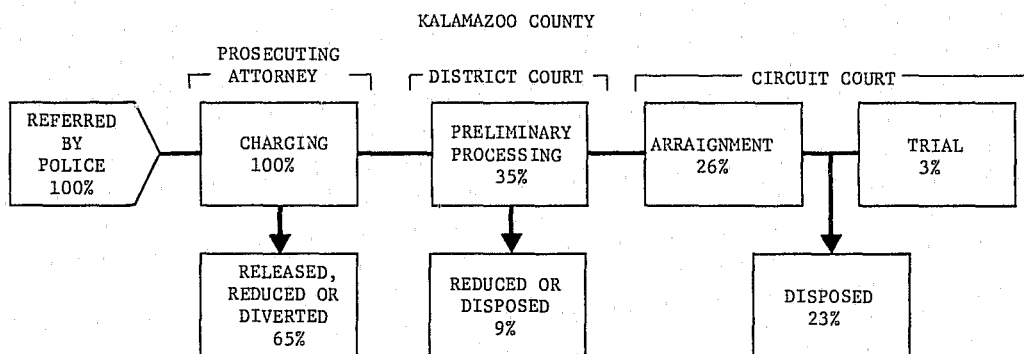 KALAMAZOO COUNTY
PROSECUTING
ATTORNEY
DISTRICT COURT
CIRCUIT COURT
REFERRED
BY
POLICE
100%
CHARGING
100%
PRELIMINARY
PROCESSING
35%
ARRAIGNMENT
26%
TRIAL
3%
RELEASED,
REDUCED OR
DIVERTED
65%
REDUCED OR
DISPOSED
9%
DISPOSED
23%